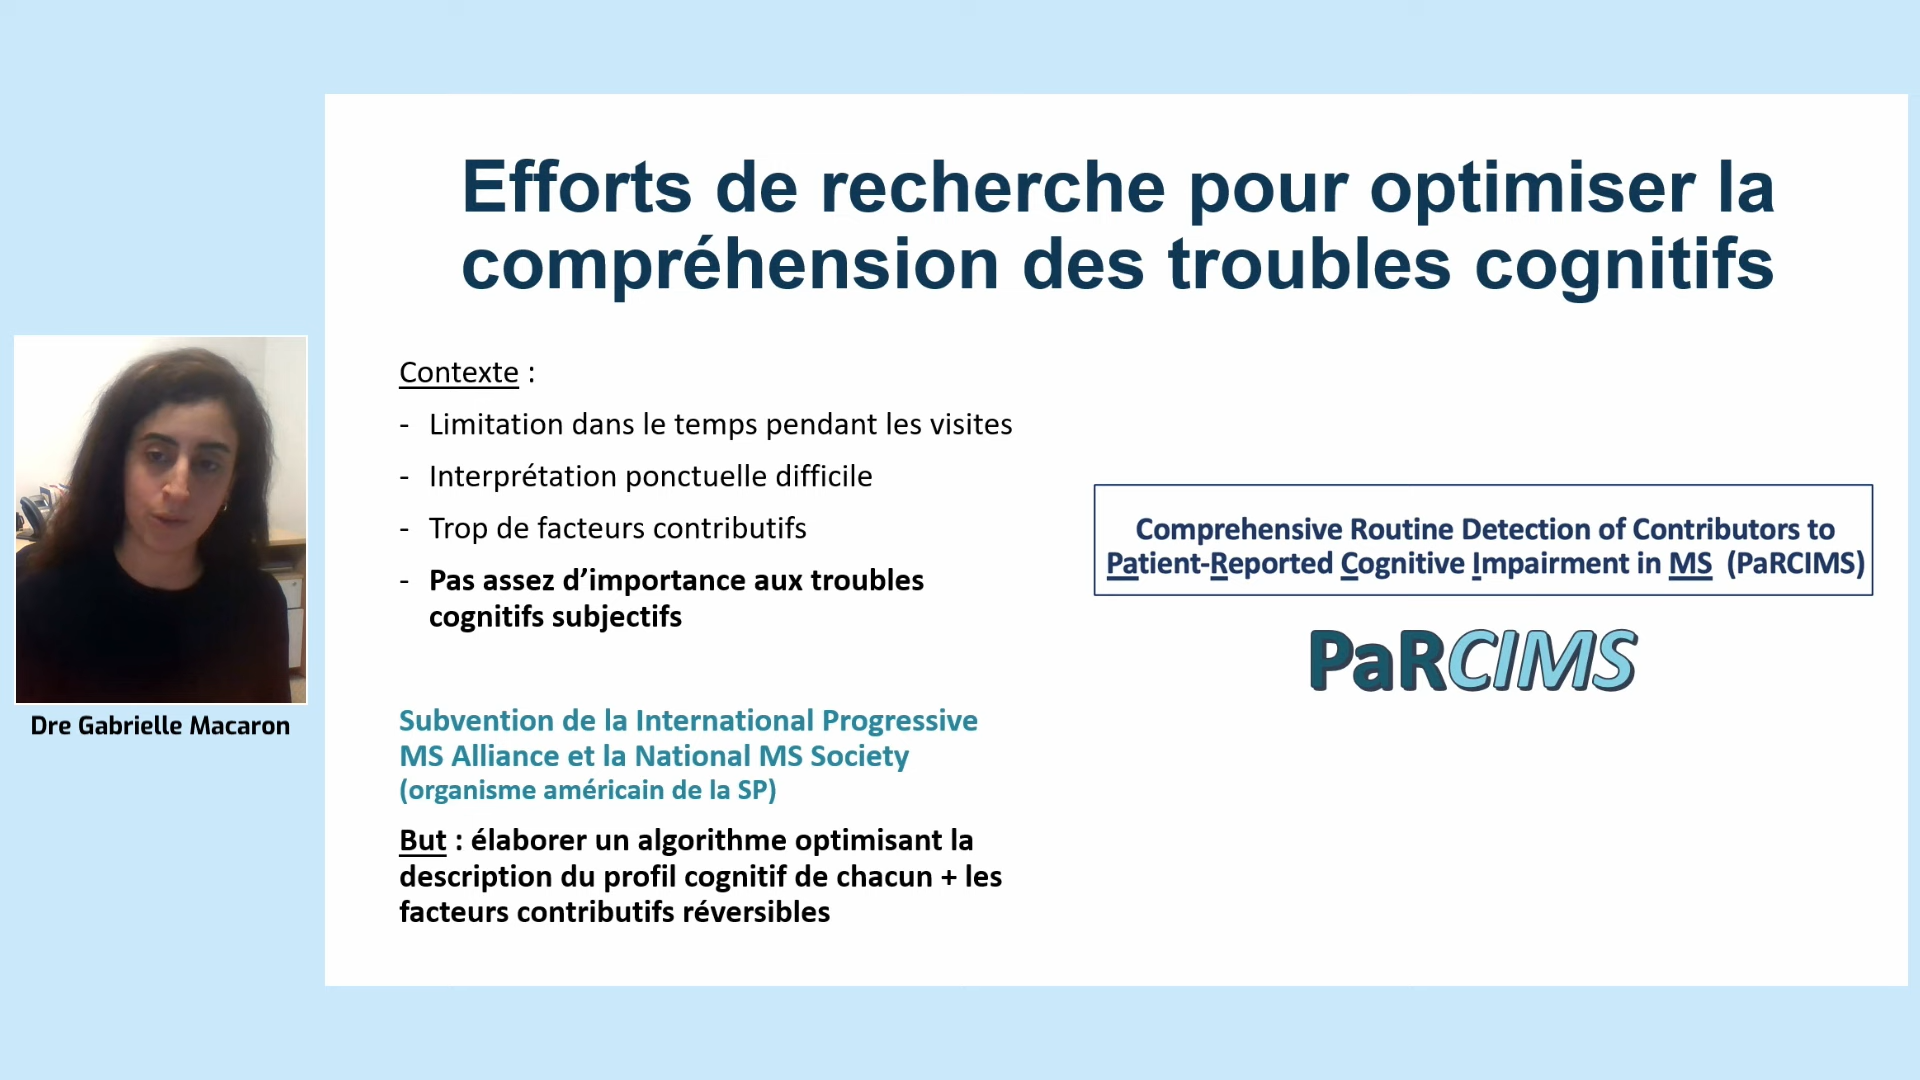 Efforts de recherche pour optimiser la
compréhension des troubles cognitifs
Contexte :
- Limitation dans le temps pendant les visites
- Interprétation ponctuelle difficile
- Trop de facteurs contributifs
- Pas assez d’importance aux troubles
cognitifs subjectifs
Subvention de la International Progressive
MS Alliance et la National MS Society
(organisme américain de la SP)
But : élaborer un algorithme optimisant la
description du profil cognitif de chacun + les
facteurs contributifs réversibles
Comprehensive Routine Detection of Contributors to
Patient-Reported Cognitive Impairment in MS (PaRCIMS)
PaRCIMS
Dre Gabrielle Macaron